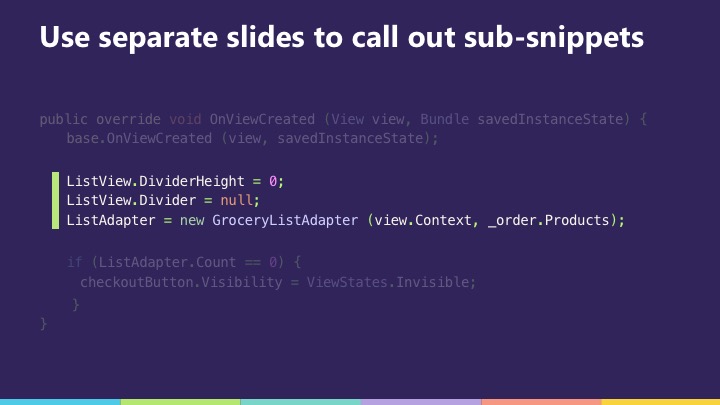 Use separate slides to call out sub-snippets
public override void OnViewCreated (View view, Bundle savedInstanceState) {
base.OnViewCreated (view, savedInstanceState);
ListView.DividerHeight = 0;
ListView.Divider = null;
ListAdapter = new GroceryListAdapter (view.Context, _order.Products);
if (ListAdapter.Count == 0) {
checkoutButton.Visibility = ViewStates.Invisible;
}
}